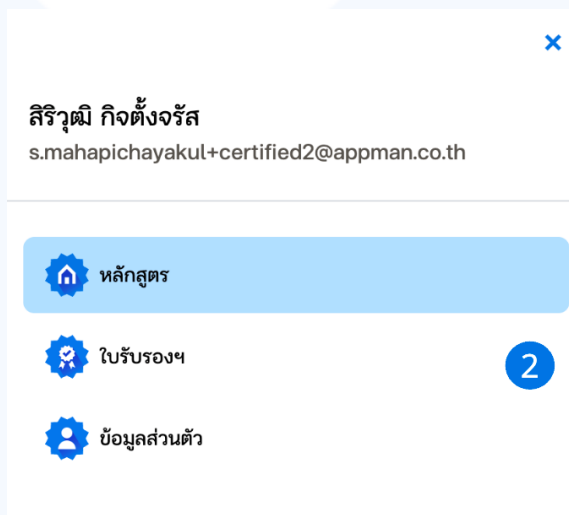 ×
สิริวุฒิ กิจตั้งจรัส
s.mahapichayakul+certified2@appman.co.th
หลักสูตร
ใบรับรองฯ
2
ข้อมูลส่วนตัว